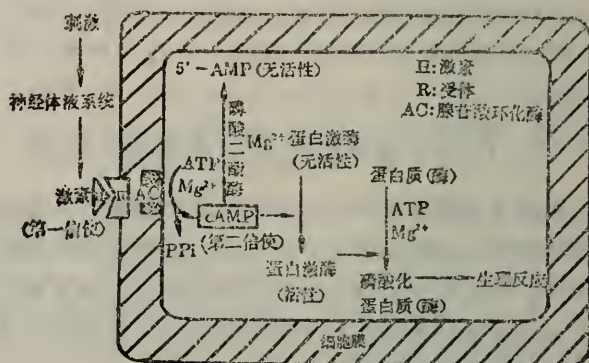 刺激
神经体液系统
激素
(第一信使)
R
AC
5'-AMP(无活性)
H:激素
R:受体
AC:腺苷酸环化酶
磷酸二酯酶
Mg²⁺
ATP
Mg²⁺
PPi
cAMP
(第二信使)
蛋白激酶
(无活性)
蛋白激酶
(活性)
蛋白质(酶)
ATP
Mg²⁺
磷酸化
蛋白质(酶)
生理反应
细胞膜